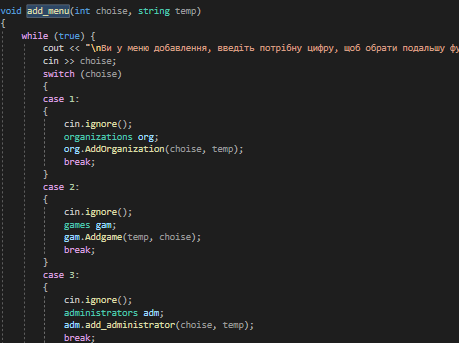 void add_menu(int choise, string temp)
{
while (true) {
cout << "\nВи у меню добавлення, введіть потрібну цифру, щоб обрати подальшу фу
cin >> choise;
switch (choise)
{
case 1:
{
cin.ignore();
organizations org;
org.AddOrganization(choise, temp);
break;
}
case 2:
{
cin.ignore();
games gam;
gam.Addgame(temp, choise);
break;
}
case 3:
{
cin.ignore();
administrators adm;
adm.add_administrator(choise, temp);
break;